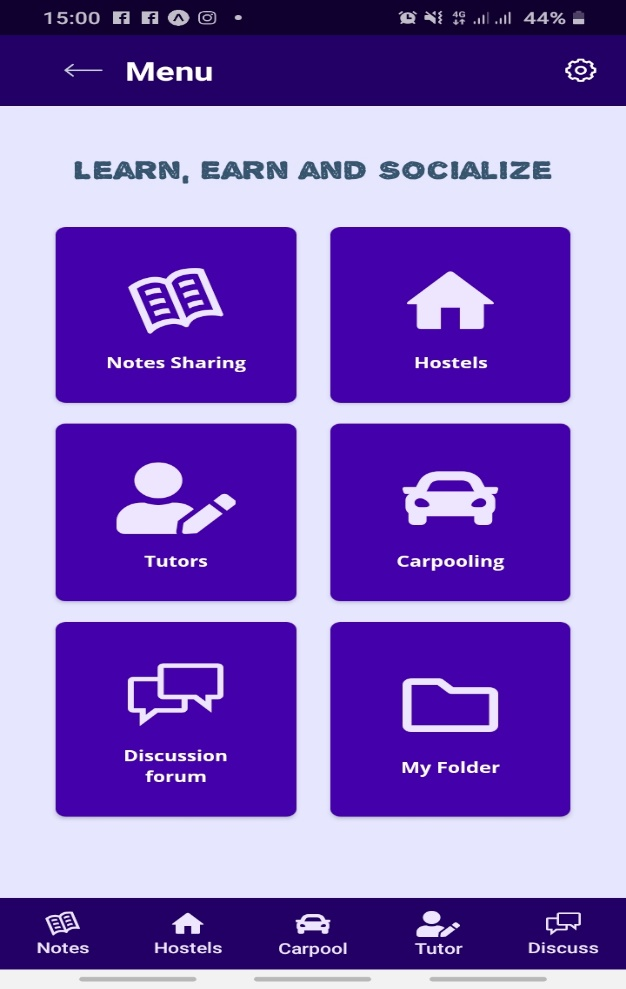 15:00
4G
44%
Menu
LEARN, EARN AND SOCIALIZE
Notes Sharing
Hostels
Tutors
Carpooling
Discussion
forum
My Folder
Notes
Hostels
Carpool
Tutor
Discuss